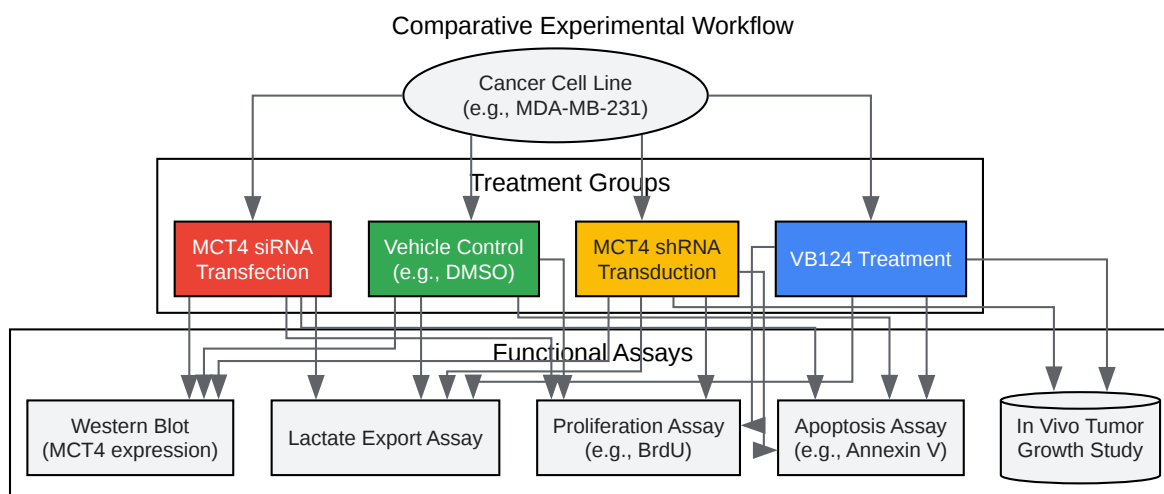 Comparative Experimental Workflow
Cancer Cell Line
(e.g., MDA-MB-231)
Treatment Groups
MCT4 siRNA
Transfection
Vehicle Control
(e.g., DMSO)
MCT4 shRNA
Transduction
VB124 Treatment
Functional Assays
Western Blot
(MCT4 expression)
Lactate Export Assay
Proliferation Assay
(e.g., BrdU)
Apoptosis Assay
(e.g., Annexin V)
In Vivo Tumor
Growth Study